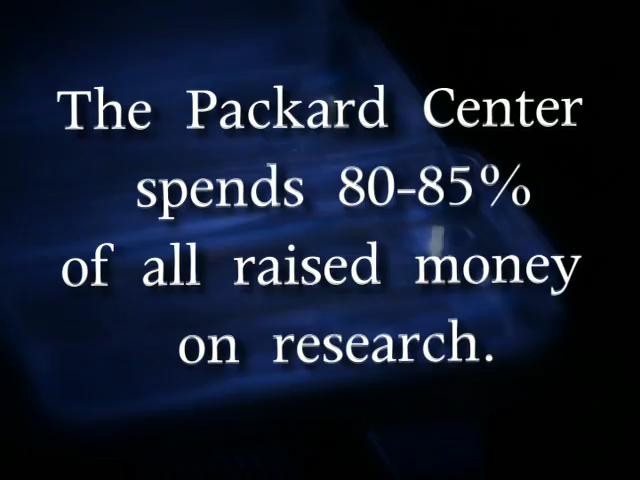 The Packard Center
spends 80-85%
of all raised money
on research.